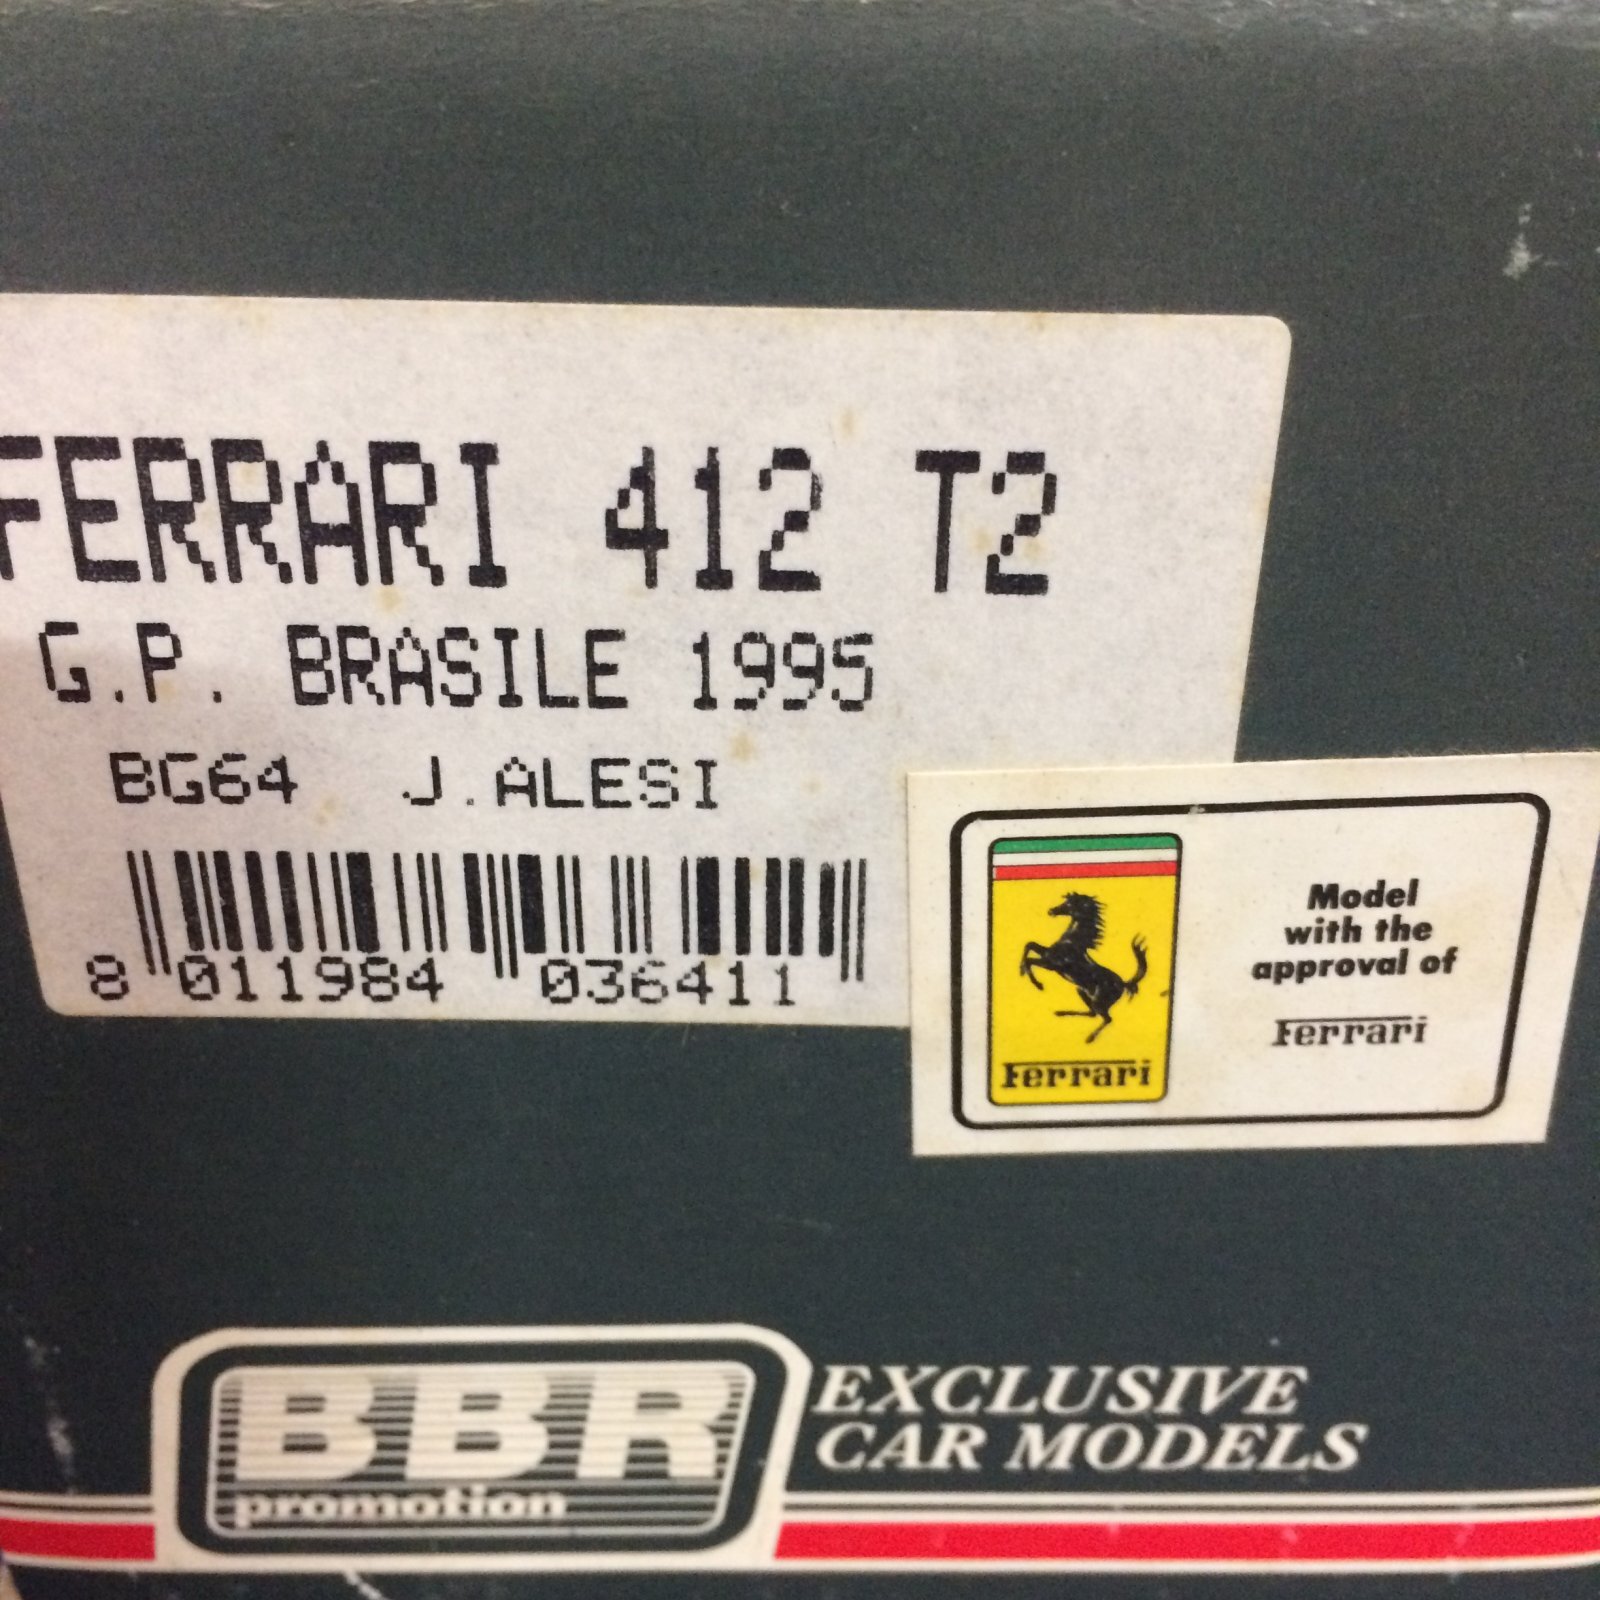 FERRARI 412 T2
G.P. BRASILE 1995
BG64 J.ALESI
8 011984 036411
Model
with the
approval of
Ferrari
Ferrari
BBR
promotion
EXCLUSIVE
CAR MODELS